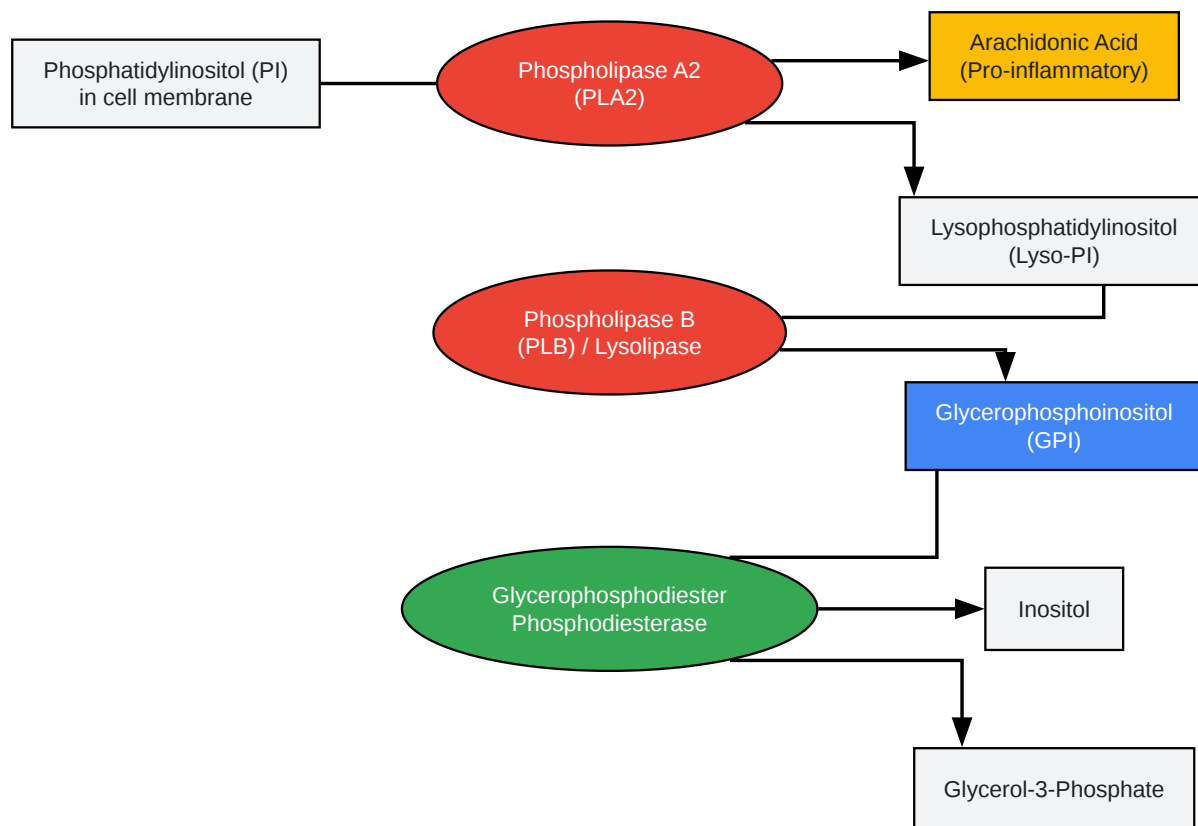 Phosphatidylinositol (PI)
in cell membrane
Phospholipase A2
(PLA2)
Arachidonic Acid
(Pro-inflammatory)
Lysophosphatidylinositol
(Lyso-PI)
Phospholipase B
(PLB) / Lysolipase
Glycerophosphoinositol
(GPI)
Glycerophosphodiester
Phosphodiesterase
Inositol
Glycerol-3-Phosphate